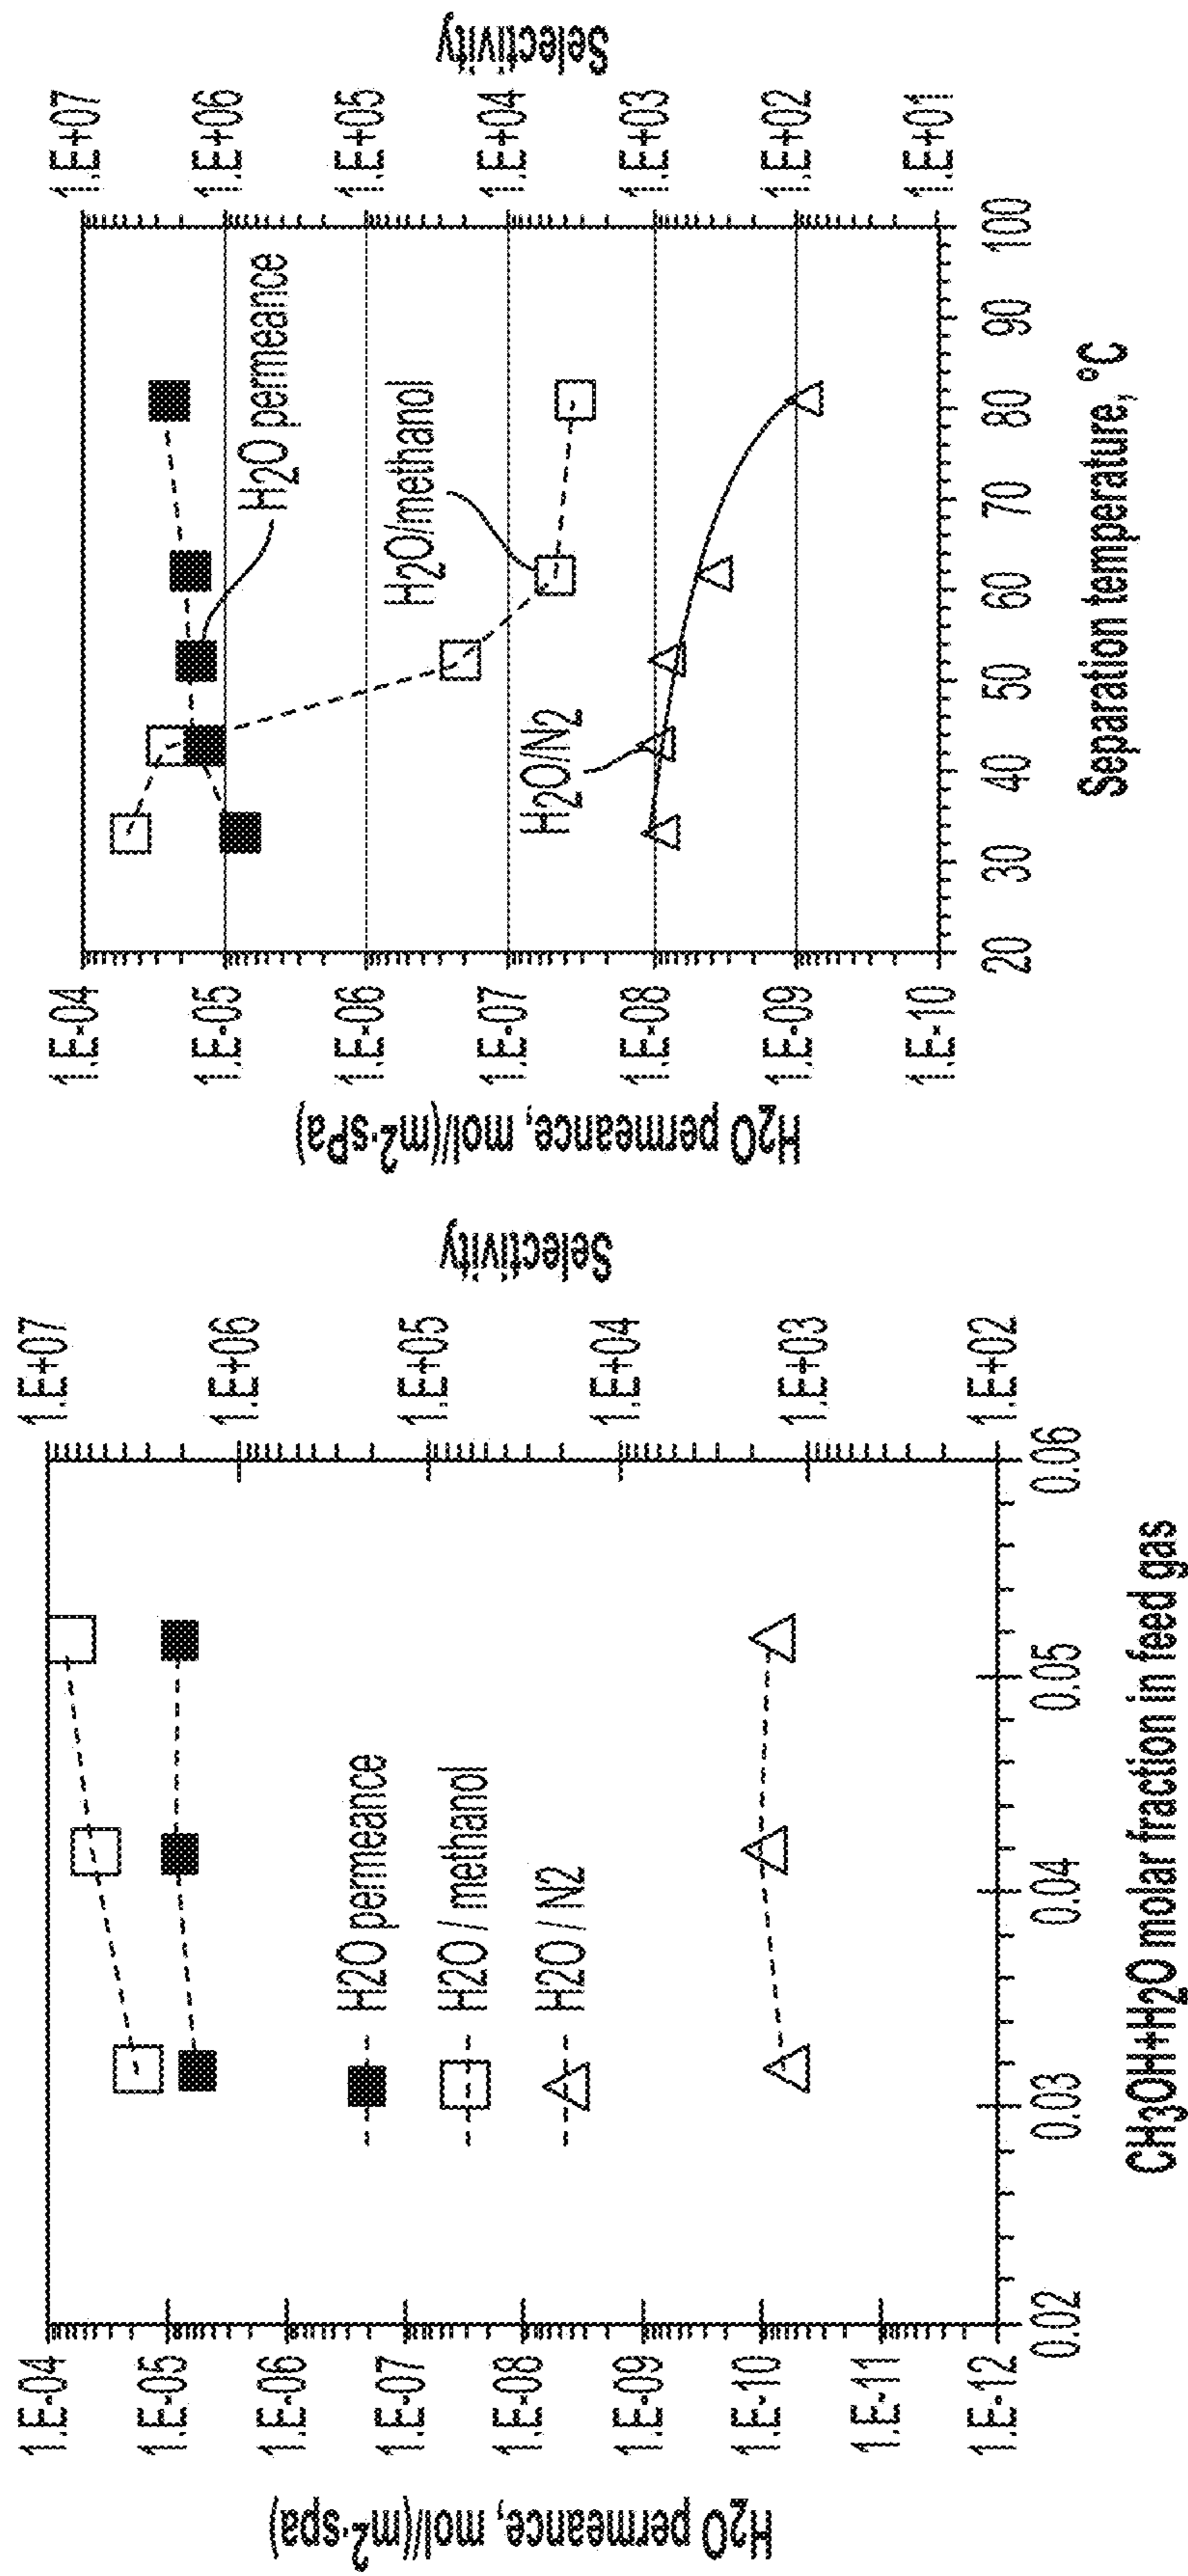 H2O permeance, mol/(m2·spa)
1.E-04
1.E-05
1.E-06
1.E-07
1.E-08
1.E-09
1.E-10
1.E-11
1.E-12
H2O permeance
H2O / methanol
H2O / N2
1.E+07
1.E+06
1.E+05
1.E+04
1.E+03
1.E+02
Selectivity
0.02 0.03 0.04 0.05 0.06
CH3OH+H2O molar fraction in feed gas
H2O permeance, mol/(m2·sPa)
1.E-04
1.E-05
1.E-06
1.E-07
1.E-08
1.E-09
1.E-10
H2O permeance
H2O/methanol
H2O/N2
1.E+07
1.E+06
1.E+05
1.E+04
1.E+03
1.E+02
1.E+01
Selectivity
20 30 40 50 60 70 80 90 100
Separation temperature, °C